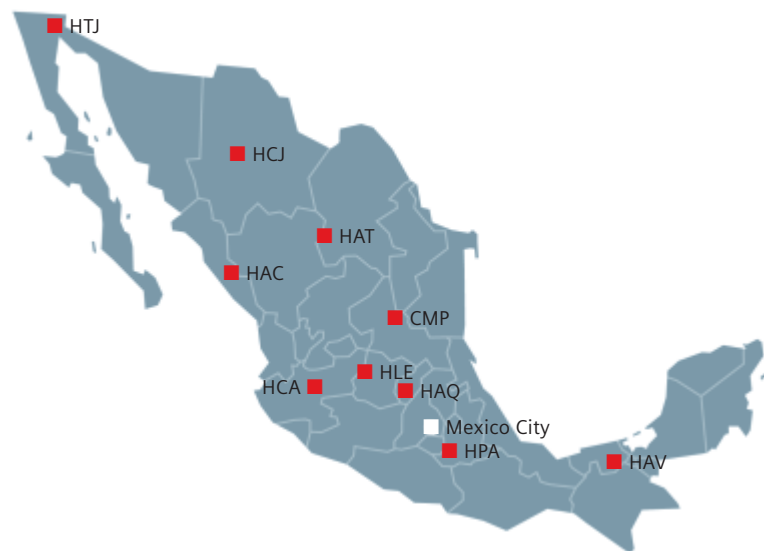 HTJ
HCJ
HAT
HAC
CMP
HLE
HCA
HAQ
Mexico City
HPA
HAV